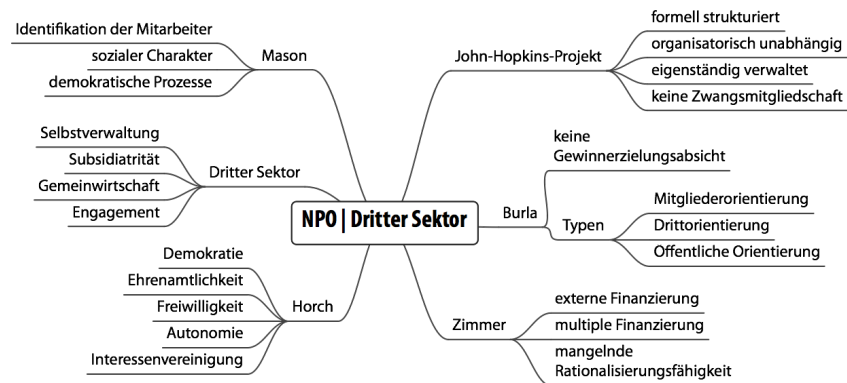 Identifikation der Mitarbeiter
sozialer Charakter
demokratische Prozesse
Mason
Selbstverwaltung
Subsidiatrität
Gemeinwirtschaft
Engagement
Dritter Sektor
Demokratie
Ehrenamtlichkeit
Freiwilligkeit
Autonomie
Interessenvereinigung
Horch
NPO | Dritter Sektor
John-Hopkins-Projekt
formell strukturiert
organisatorisch unabhängig
eigenständig verwaltet
keine Zwangsmitgliedschaft
Burla
keine
Gewinnerzielungsabsicht
Typen
Mitgliederorientierung
Drittorientierung
Offentliche Orientierung
Zimmer
externe Finanzierung
multiple Finanzierung
mangelnde
Rationalisierungsfähigkeit